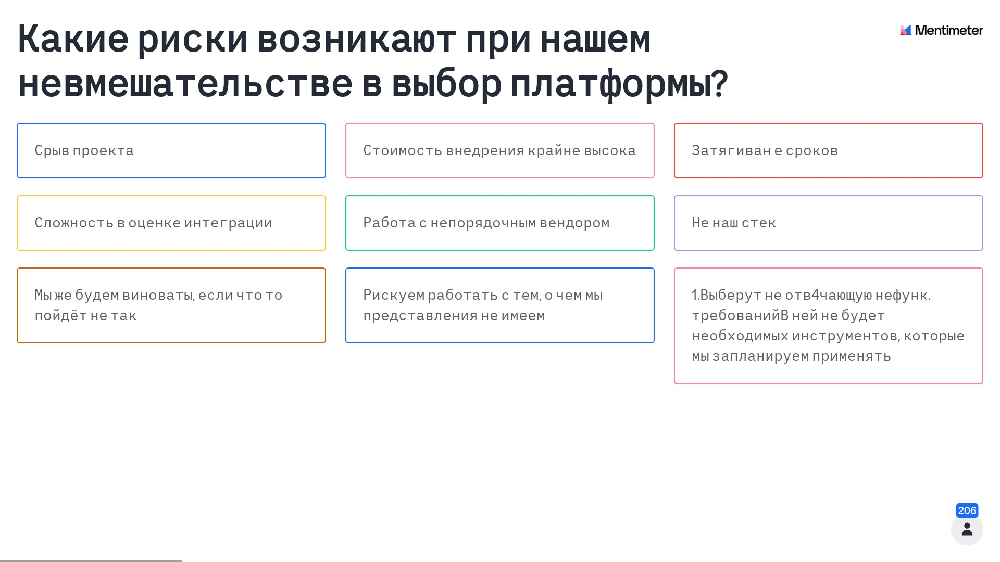 Какие риски возникают при нашем
невмешательстве в выбор платформы?
Mentimeter
Срыв проекта
Стоимость внедрения крайне высока
Затягиван е сроков
Сложность в оценке интеграции
Работа с непорядочным вендором
Не наш стек
Мы же будем виноваты, если что то
пойдёт не так
Рискуем работать с тем, о чем мы
представления не имеем
1.Выберут не отв4чающую нефунк.
требованийВ ней не будет
необходимых инструментов, которые
мы запланируем применять
206